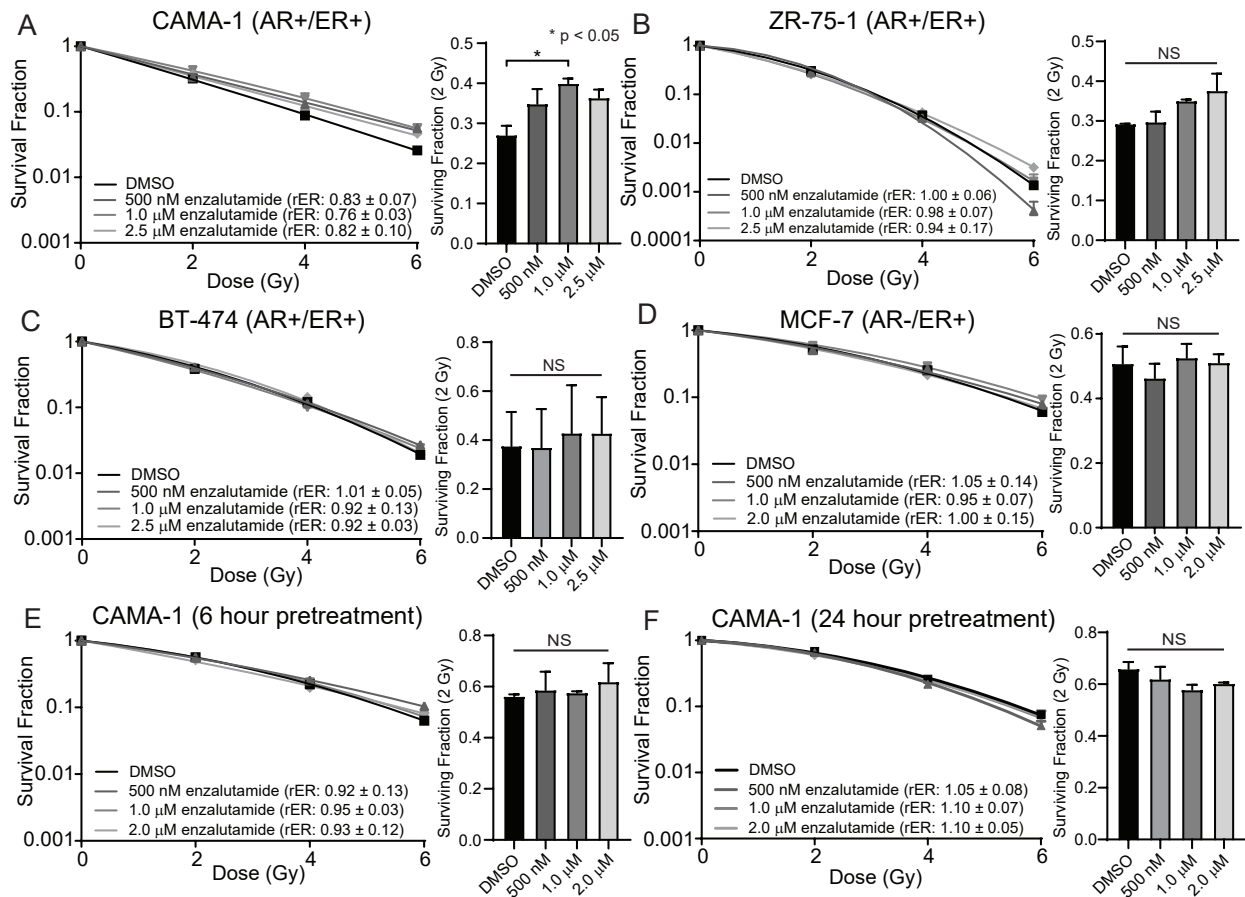 A
CAMA-1 (AR+/ER+)
Survival Fraction
1
0.1
0.01
0.001
DMSO
500 nM enzalutamide (rER: 0.83 ± 0.07)
1.0 μM enzalutamide (rER: 0.76 ± 0.03)
2.5 μM enzalutamide (rER: 0.82 ± 0.10)
0 2 4 6
Dose (Gy)
* p < 0.05
*
Surviving Fraction (2 Gy)
0.5
0.4
0.3
0.2
0.1
0.0
DMSO 500 nM 1.0 μM 2.5 μM
B
ZR-75-1 (AR+/ER+)
Survival Fraction
1
0.1
0.01
0.001
0.0001
DMSO
500 nM enzalutamide (rER: 1.00 ± 0.06)
1.0 μM enzalutamide (rER: 0.98 ± 0.07)
2.5 μM enzalutamide (rER: 0.94 ± 0.17)
0 2 4 6
Dose (Gy)
NS
Surviving Fraction (2 Gy)
0.5
0.4
0.3
0.2
0.1
0.0
DMSO 500 nM 1.0 μM 2.5 μM
C
BT-474 (AR+/ER+)
Survival Fraction
1
0.1
0.01
0.001
DMSO
500 nM enzalutamide (rER: 1.01 ± 0.05)
1.0 μM enzalutamide (rER: 0.92 ± 0.13)
2.5 μM enzalutamide (rER: 0.92 ± 0.03)
0 2 4 6
Dose (Gy)
NS
Surviving Fraction (2 Gy)
0.8
0.6
0.4
0.2
0.0
DMSO 500 nM 1.0 μM 2.5 μM
D
MCF-7 (AR-/ER+)
Survival Fraction
1
0.1
0.01
0.001
DMSO
500 nM enzalutamide (rER: 1.05 ± 0.14)
1.0 μM enzalutamide (rER: 0.95 ± 0.07)
2.0 μM enzalutamide (rER: 1.00 ± 0.15)
0 2 4 6
Dose (Gy)
NS
Surviving Fraction (2 Gy)
0.6
0.4
0.2
0.0
DMSO 500 nM 1.0 μM 2.0 μM
E
CAMA-1 (6 hour pretreatment)
Survival Fraction
1
0.1
0.01
0.001
DMSO
500 nM enzalutamide (rER: 0.92 ± 0.13)
1.0 μM enzalutamide (rER: 0.95 ± 0.03)
2.0 μM enzalutamide (rER: 0.93 ± 0.12)
0 2 4 6
Dose (Gy)
NS
Surviving Fraction (2 Gy)
0.8
0.6
0.4
0.2
0.0
DMSO 500 nM 1.0 μM 2.0 μM
F
CAMA-1 (24 hour pretreatment)
Survival Fraction
1
0.1
0.01
0.001
DMSO
500 nM enzalutamide (rER: 1.05 ± 0.08)
1.0 μM enzalutamide (rER: 1.10 ± 0.07)
2.0 μM enzalutamide (rER: 1.10 ± 0.05)
0 2 4 6
Dose (Gy)
NS
Surviving Fraction (2 Gy)
0.8
0.6
0.4
0.2
0.0
DMSO 500 nM 1.0 μM 2.0 μM